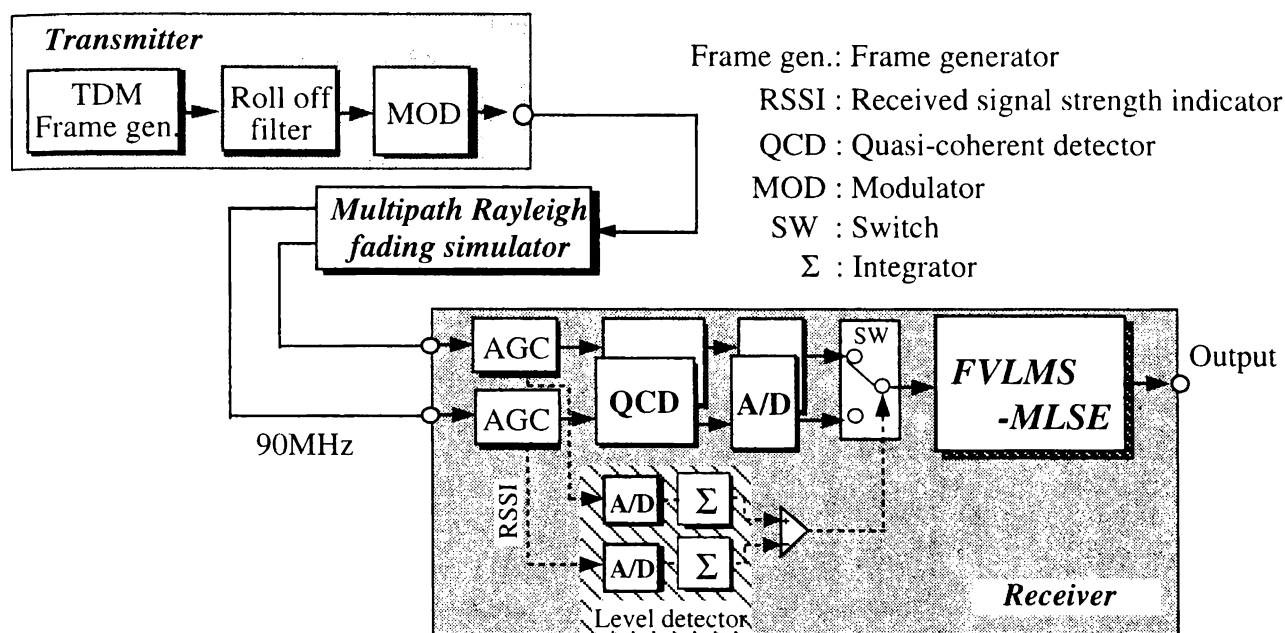 Transmitter
TDM
Frame gen.
Roll off
filter
MOD
Frame gen.: Frame generator
RSSI : Received signal strength indicator
QCD : Quasi-coherent detector
MOD : Modulator
SW : Switch
Σ : Integrator
Multipath Rayleigh
fading simulator
AGC
AGC
90MHz
QCD
A/D
SW
FVLMS
-MLSE
Output
RSSI
A/D
Σ
A/D
Σ
+
−
Level detector
Receiver